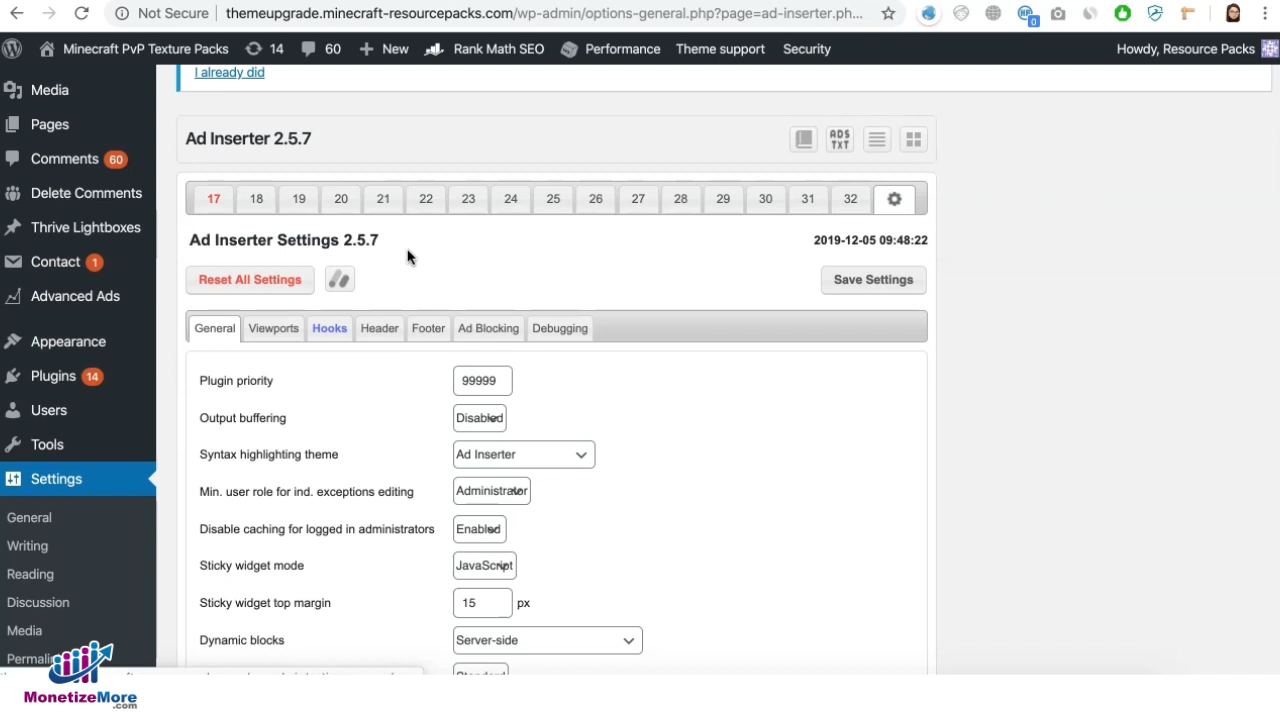 Not Secure
themeupgrade.minecraft-resourcepacks.com/wp-admin/options-general.php?page=ad-inserter.ph...
0
Minecraft PvP Texture Packs
14
60
New
Rank Math SEO
Performance
Theme support
Security
Howdy, Resource Packs
Media
Pages
Comments 60
Delete Comments
Thrive Lightboxes
Contact 1
Advanced Ads
Appearance
Plugins 14
Users
Tools
Settings
General
Writing
Reading
Discussion
Media
I already did
Ad Inserter 2.5.7
ADS
TXT
17 18 19 20 21 22 23 24 25 26 27 28 29 30 31 32
Ad Inserter Settings 2.5.7
2019-12-05 09:48:22
Reset All Settings
Save Settings
General Viewports Hooks Header Footer Ad Blocking Debugging
Plugin priority 99999
Output buffering Disabled
Syntax highlighting theme Ad Inserter
Min. user role for ind. exceptions editing Administrator
Disable caching for logged in administrators Enabled
Sticky widget mode JavaScript
Sticky widget top margin 15 px
Dynamic blocks Server-side
MonetizeMore
.com